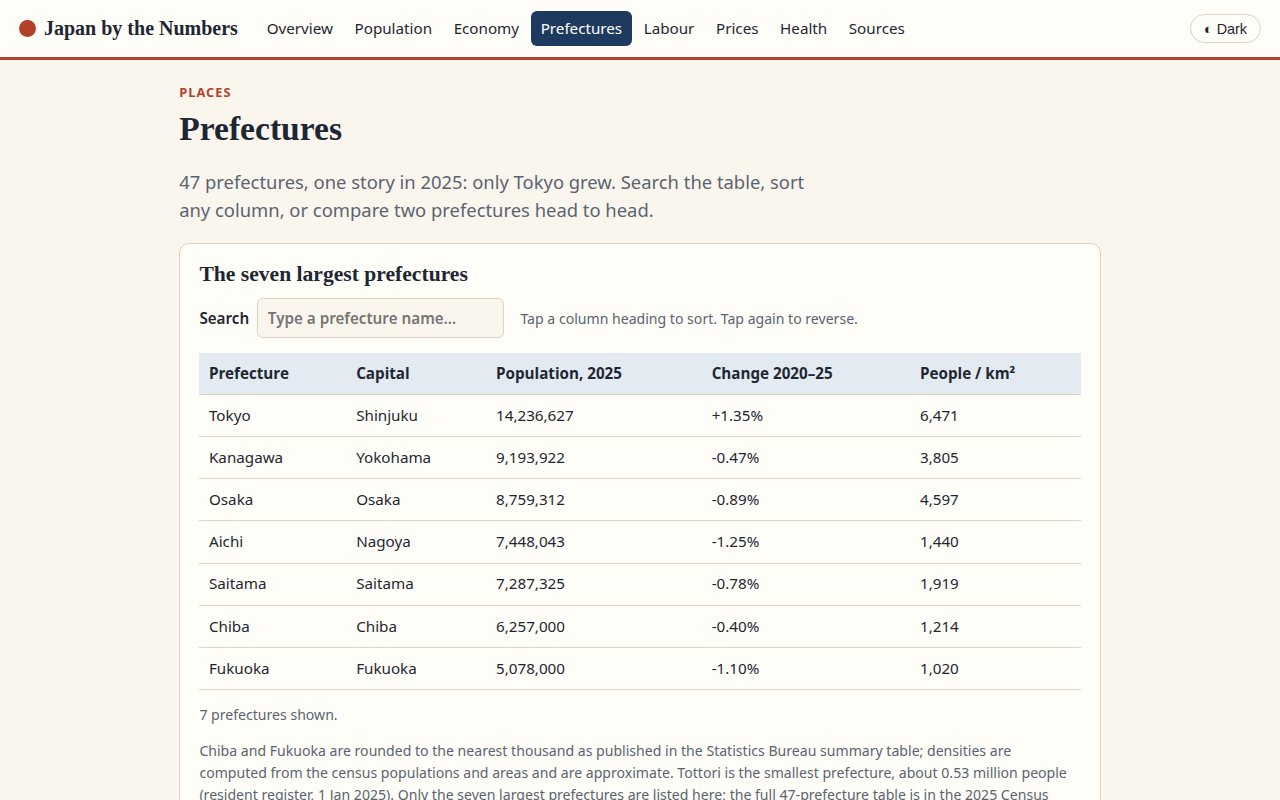 Japan by the Numbers Overview Population Economy Prefectures Labour Prices Health Sources Dark
PLACES
Prefectures
47 prefectures, one story in 2025: only Tokyo grew. Search the table, sort
any column, or compare two prefectures head to head.
The seven largest prefectures
Search Type a prefecture name… Tap a column heading to sort. Tap again to reverse.
Prefecture Capital Population, 2025 Change 2020–25 People / km²
Tokyo Shinjuku 14,236,627 +1.35% 6,471
Kanagawa Yokohama 9,193,922 -0.47% 3,805
Osaka Osaka 8,759,312 -0.89% 4,597
Aichi Nagoya 7,448,043 -1.25% 1,440
Saitama Saitama 7,287,325 -0.78% 1,919
Chiba Chiba 6,257,000 -0.40% 1,214
Fukuoka Fukuoka 5,078,000 -1.10% 1,020
7 prefectures shown.
Chiba and Fukuoka are rounded to the nearest thousand as published in the Statistics Bureau summary table; densities are
computed from the census populations and areas and are approximate. Tottori is the smallest prefecture, about 0.53 million people
(resident register, 1 Jan 2025). Only the seven largest prefectures are listed here; the full 47-prefecture table is in the 2025 Census